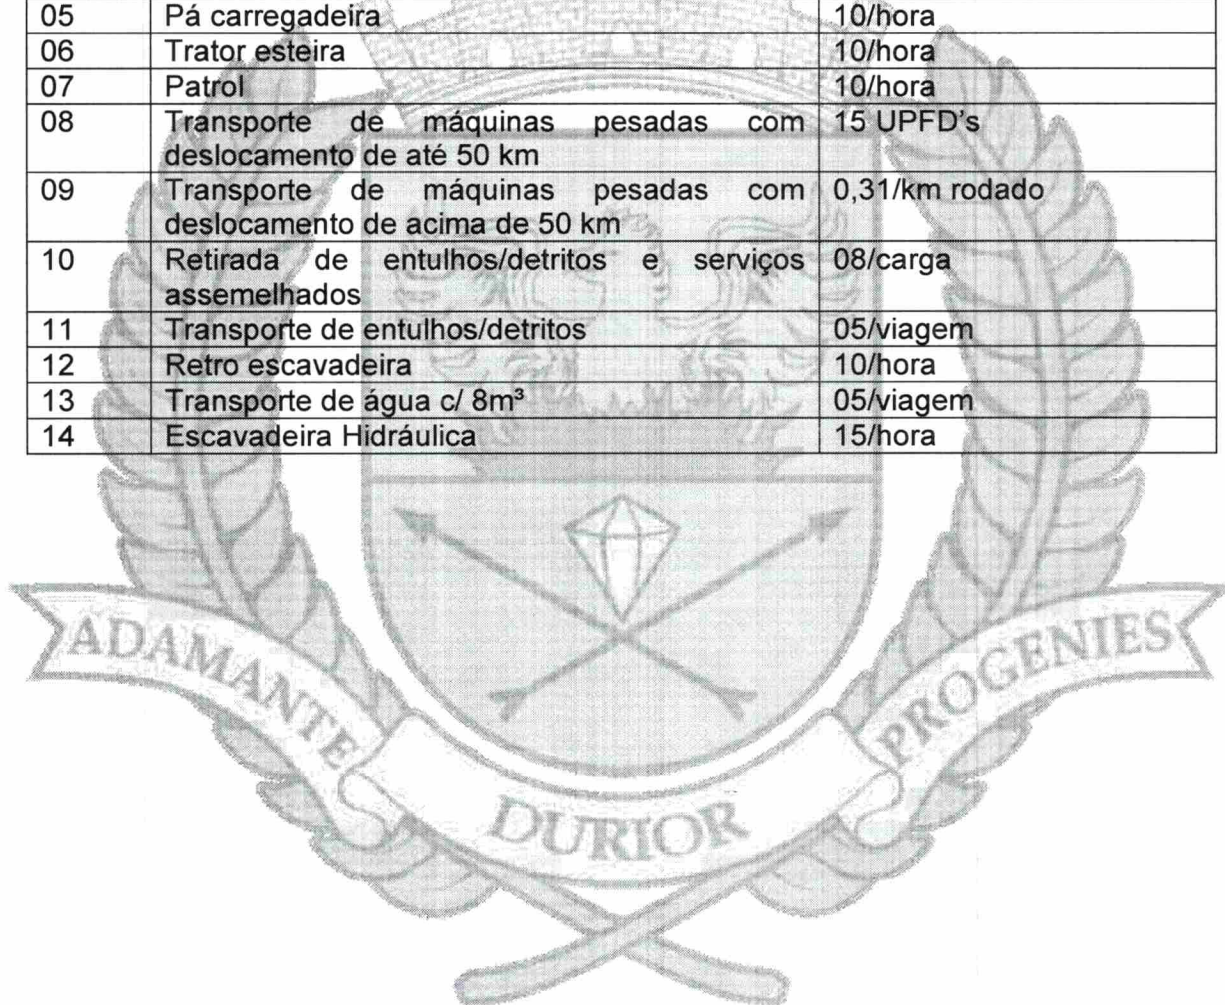 05 Pá carregadeira 10/hora
06 Trator esteira 10/hora
07 Patrol 10/hora
08 Transporte de máquinas pesadas com 15 UPFD's
deslocamento de até 50 km
09 Transporte de máquinas pesadas com 0,31/km rodado
deslocamento de acima de 50 km
10 Retirada de entulhos/detritos e serviços 08/carga
assemelhados
11 Transporte de entulhos/detritos 05/viagem
12 Retro escavadeira 10/hora
13 Transporte de água c/ 8m³ 05/viagem
14 Escavadeira Hidráulica 15/hora
ADAMANTE
DURIOR
PROGENIES